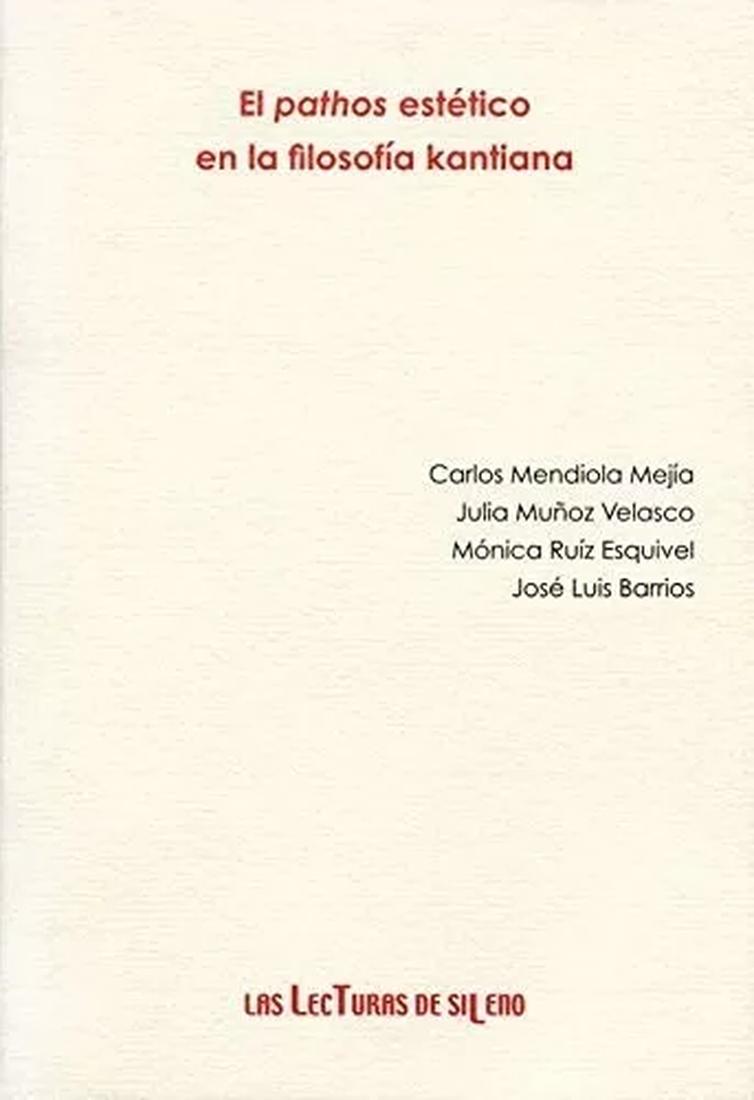 El pathos estético
en la filosofía kantiana
Carlos Mendiola Mejía
Julia Muñoz Velasco
Mónica Ruíz Esquivel
José Luis Barrios
LAS LECTURAS DE SILENO